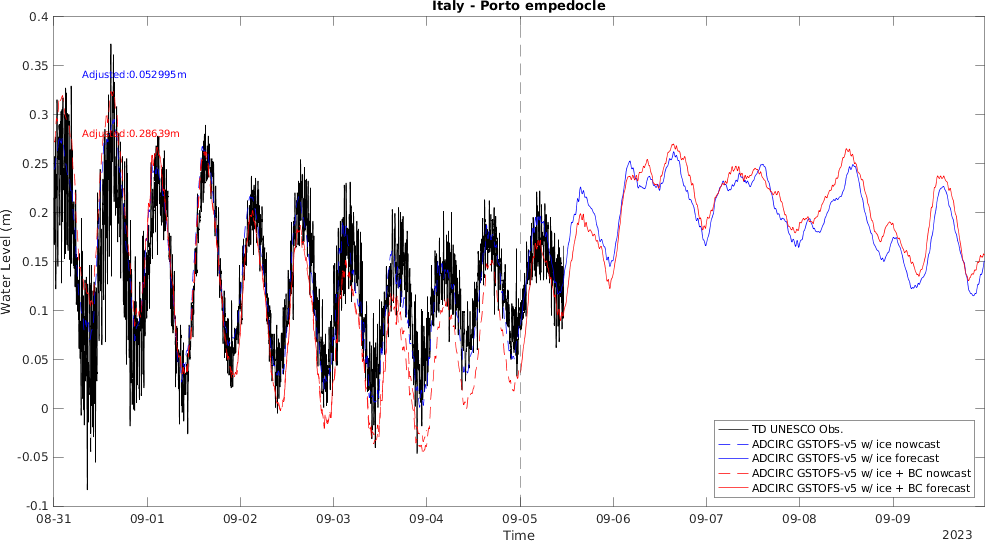 Italy - Porto empedocle
0.4
0.35
0.3
0.25
0.2
0.15
0.1
0.05
0
-0.05
-0.1
Water Level (m)
Adjusted:0.052995m
Adjusted:0.28639m
TD UNESCO Obs.
ADCIRC GSTOFS-v5 w/ ice nowcast
ADCIRC GSTOFS-v5 w/ ice forecast
ADCIRC GSTOFS-v5 w/ ice + BC nowcast
ADCIRC GSTOFS-v5 w/ ice + BC forecast
08-31 09-01 09-02 09-03 09-04 09-05 09-06 09-07 09-08 09-09
Time
2023